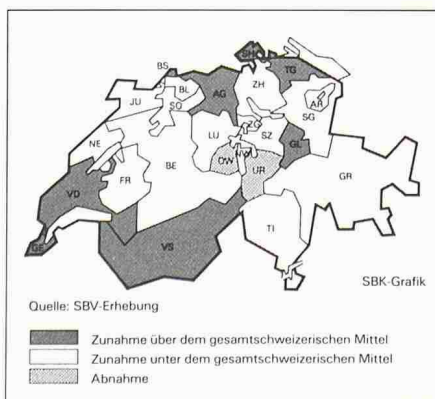 BS
SH
TG
BL
JU
AG
ZH
SO
AR
SG
NE
LU
ZG
SZ
GL
BE
OW
NW
UR
FR
GR
VD
TI
GE
VS
SBK-Grafik
Quelle: SBV-Erhebung
Zunahme über dem gesamtschweizerischen Mittel
Zunahme unter dem gesamtschweizerischen Mittel
Abnahme